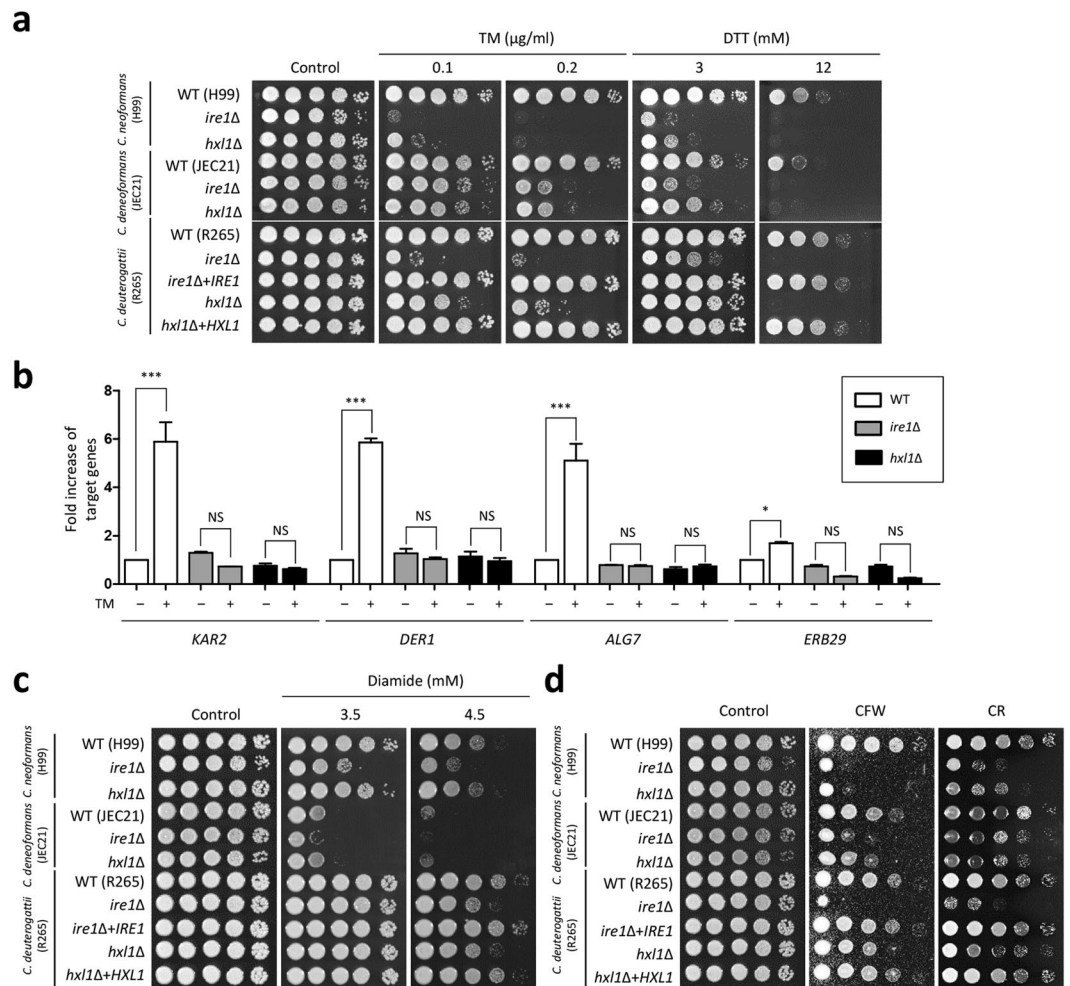 a
TM (μg/ml) DTT (mM)
Control 0.1 0.2 3 12
C. neoformans (H99)
WT (H99)
ire1Δ
hxl1Δ
C. deneoformans (JEC21)
WT (JEC21)
ire1Δ
hxl1Δ
C. deuterogattii (R265)
WT (R265)
ire1Δ
ire1Δ+IRE1
hxl1Δ
hxl1Δ+HXL1
b
Fold increase of
target genes
8
6
4
2
0
*** *** *** *
NS NS NS NS NS NS NS NS
WT
ire1Δ
hxl1Δ
TM – + – + – + – + – + – + – + – + – + – + – + – +
KAR2 DER1 ALG7 ERB29
c
Diamide (mM)
Control 3.5 4.5
C. neoformans (H99)
WT (H99)
ire1Δ
hxl1Δ
C. deneoformans (JEC21)
WT (JEC21)
ire1Δ
hxl1Δ
C. deuterogattii (R265)
WT (R265)
ire1Δ
ire1Δ+IRE1
hxl1Δ
hxl1Δ+HXL1
d
Control CFW CR
C. neoformans (H99)
WT (H99)
ire1Δ
hxl1Δ
C. deneoformans (JEC21)
WT (JEC21)
ire1Δ
hxl1Δ
C. deuterogattii (R265)
WT (R265)
ire1Δ
ire1Δ+IRE1
hxl1Δ
hxl1Δ+HXL1